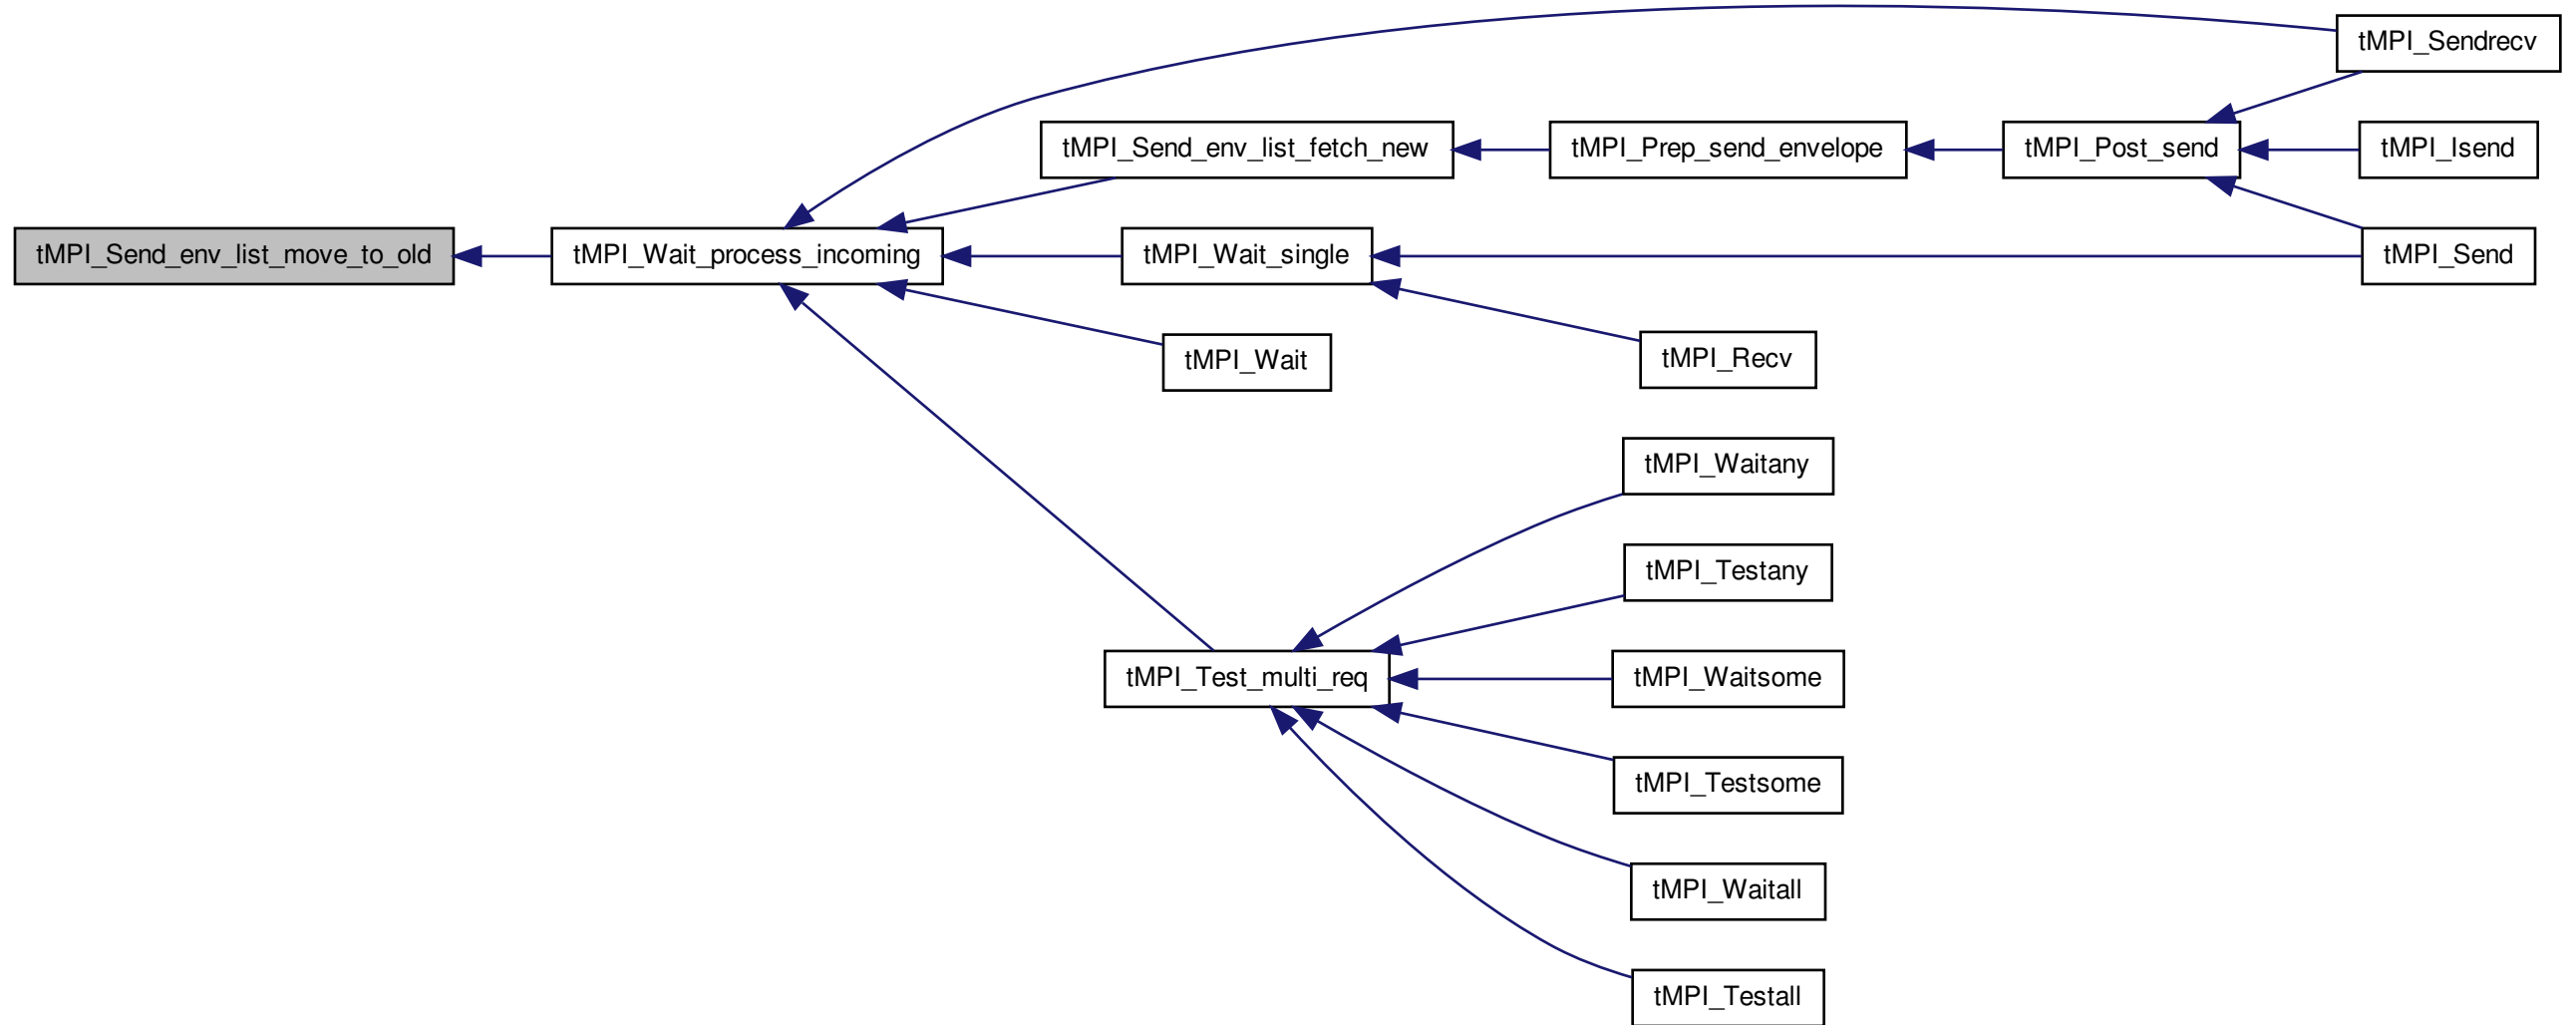 tMPI_Sendrecv
tMPI_Send_env_list_fetch_new
tMPI_Prep_send_envelope
tMPI_Post_send
tMPI_Isend
tMPI_Send_env_list_move_to_old
tMPI_Wait_process_incoming
tMPI_Wait_single
tMPI_Send
tMPI_Wait
tMPI_Recv
tMPI_Waitany
tMPI_Testany
tMPI_Test_multi_req
tMPI_Waitsome
tMPI_Testsome
tMPI_Waitall
tMPI_Testall